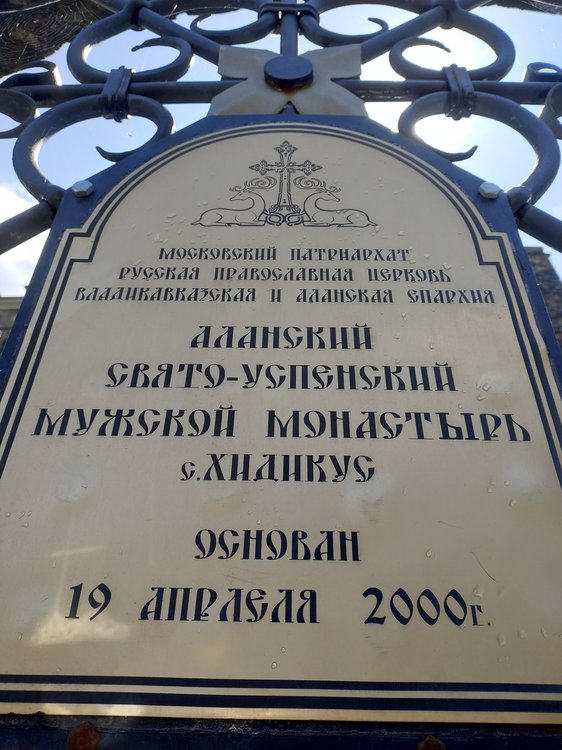 МОСКОВСКИЙ ПАТРИАРХАТ
РУССКАЯ ПРАВОСЛАВНАЯ ЦЕРКОВЬ
ВЛАДИКАВКАЗСКАЯ И АЛАНСКАЯ ЕПАРХИЯ
АЛАНСКИЙ
СВЯТО-УСПЕНСКИЙ
МУЖСКОЙ МОНАСТЫРЬ
с.ХИДИКУС
ОСНОВАН
19 АПРЕЛЯ 2000г.